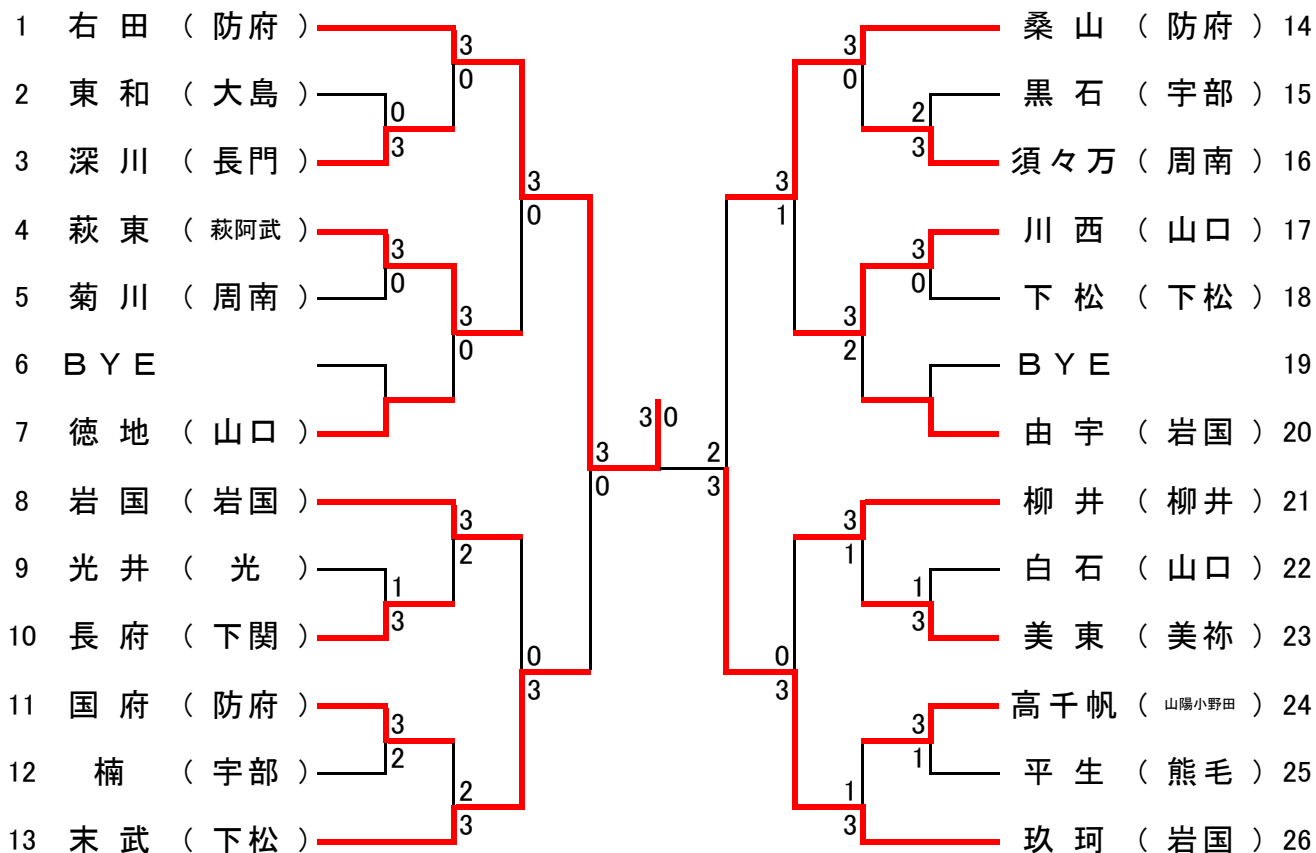 1 右田 (防府)
2 東和 (大島)
3 深川 (長門)
4 萩東 (萩阿武)
5 菊川 (周南)
6 BYE
7 徳地 (山口)
8 岩国 (岩国)
9 光井 (光)
10 長府 (下関)
11 国府 (防府)
12 楠 (宇部)
13 末武 (下松)
3
0
0
3
3
0
3
0
3
0
3
2
1
3
0
3
3
2
2
3
3
0
3 0
2
3
3
0
2
3
3
1
3
0
3
2
3
1
1
3
0
3
3
1
1
3
桑山 (防府) 14
黒石 (宇部) 15
須々万 (周南) 16
川西 (山口) 17
下松 (下松) 18
BYE 19
由宇 (岩国) 20
柳井 (柳井) 21
白石 (山口) 22
美東 (美祢) 23
高千帆 (山陽小野田) 24
平生 (熊毛) 25
玖珂 (岩国) 26